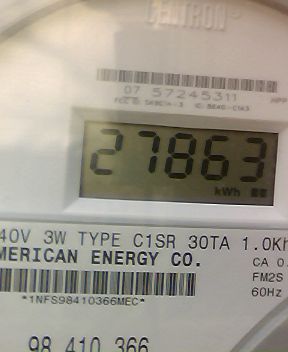 CENTRON®
07 57245311
27863
kWh
40V 3W TYPE C1SR 30TA 1.0Kh
MERICAN ENERGY CO.
CA 0.
*1NFS98410366MEC*
FM2S
60Hz
98 410 366